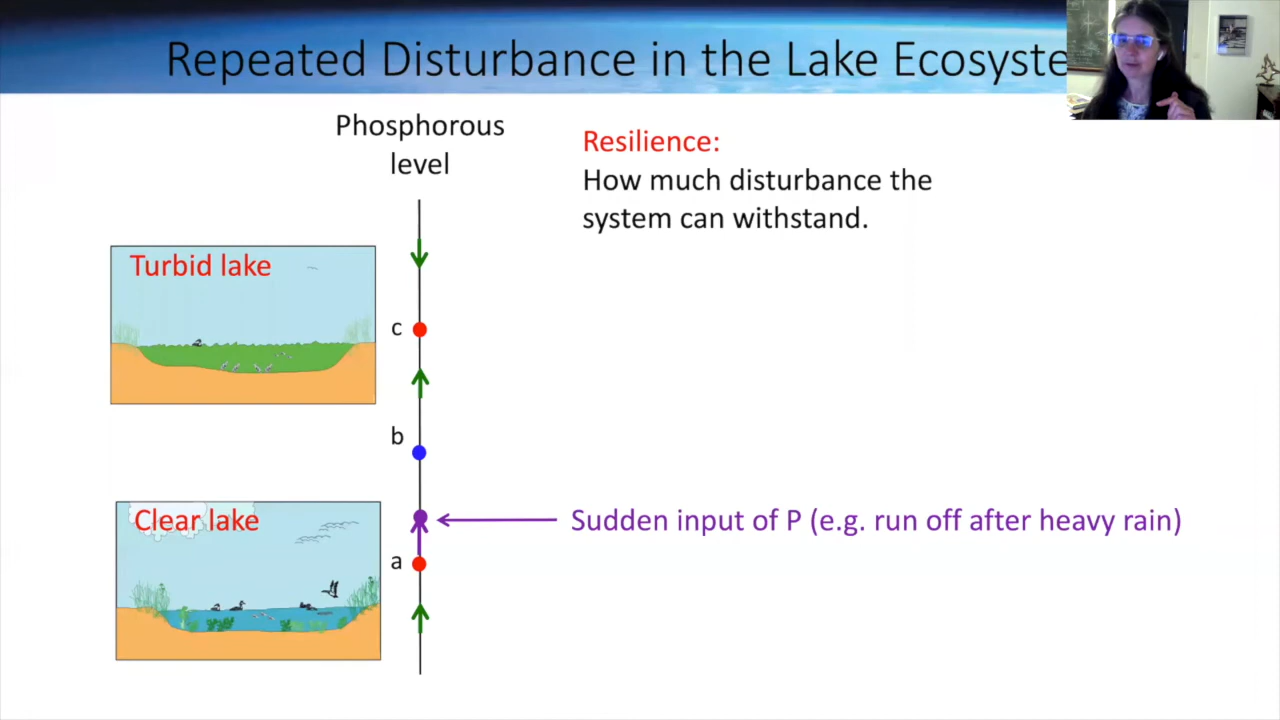 Repeated Disturbance in the Lake Ecosyste
Phosphorous
level
Resilience:
How much disturbance the
system can withstand.
Turbid lake
c
b
Clear lake
Sudden input of P (e.g. run off after heavy rain)
a